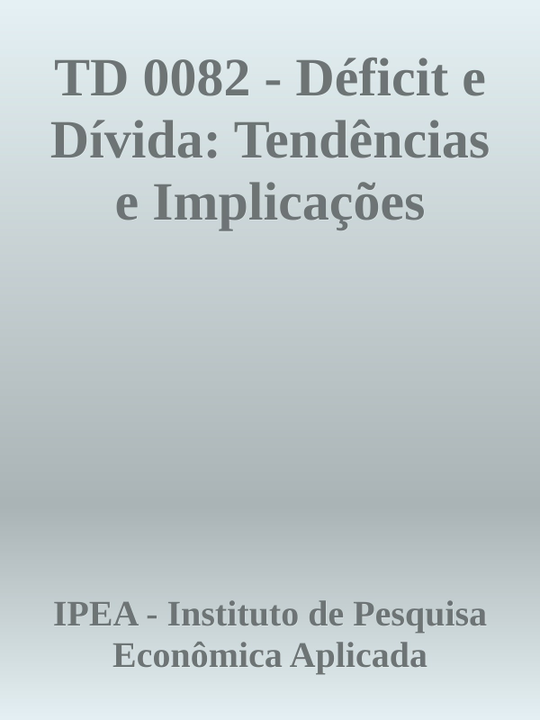 TD 0082 - Déficit e
Dívida: Tendências
e Implicações
IPEA - Instituto de Pesquisa
Econômica Aplicada